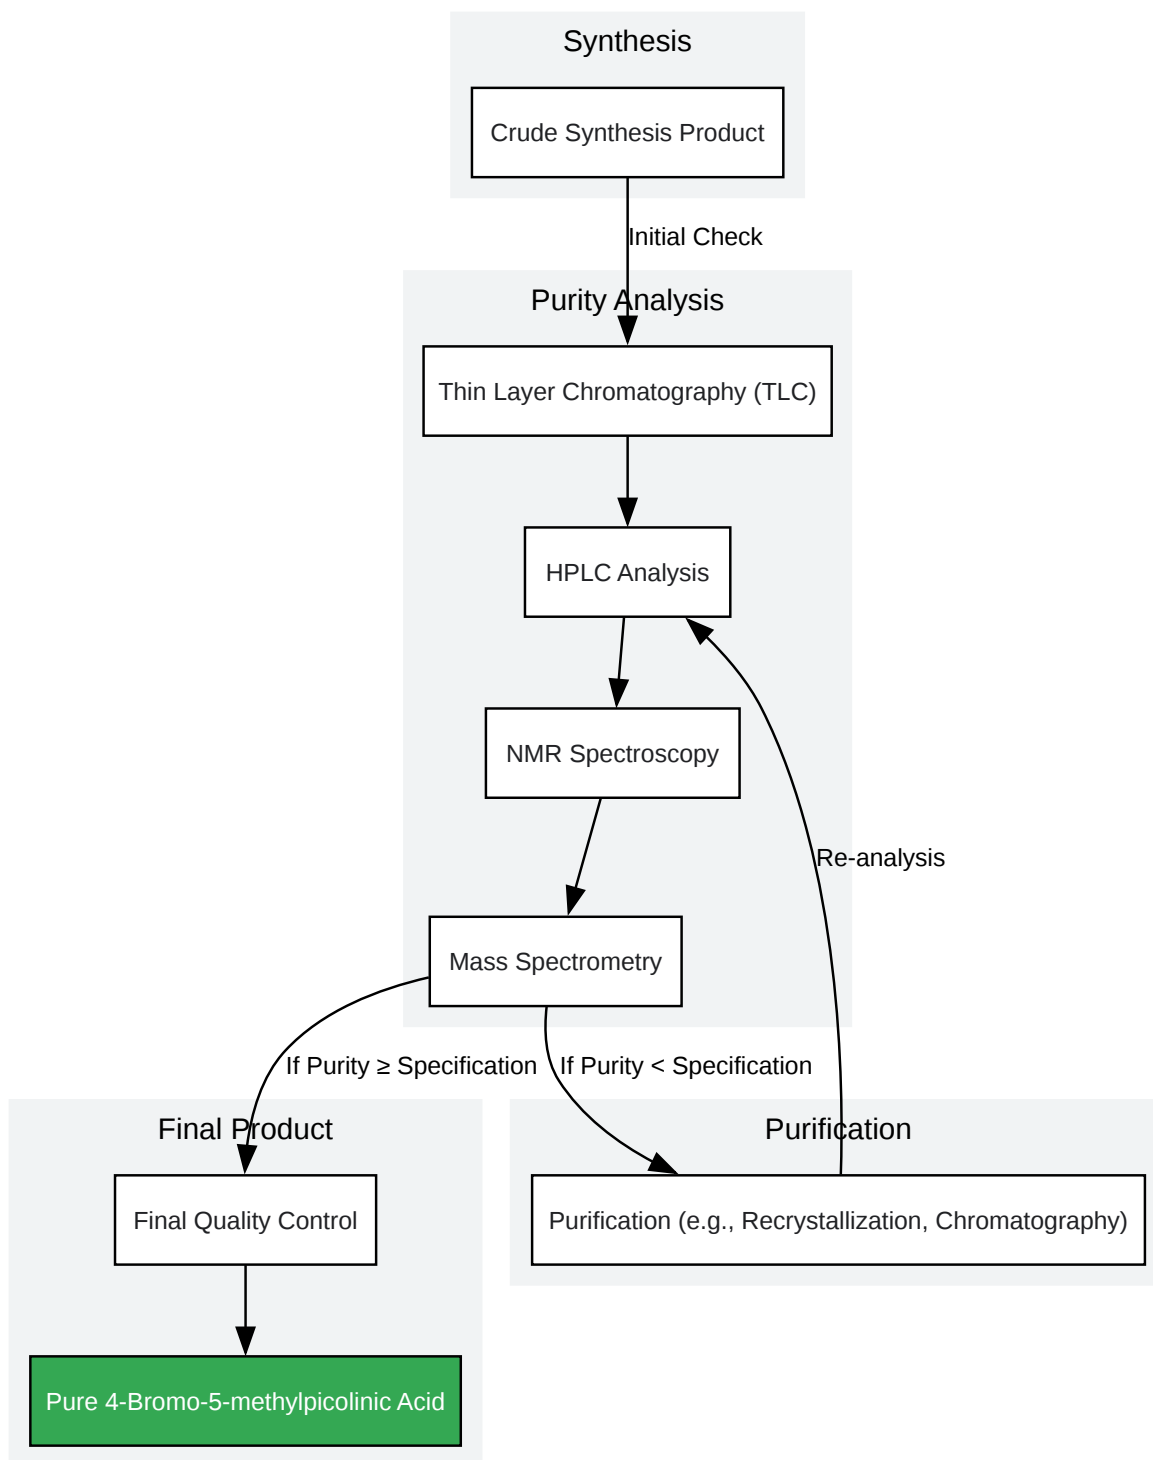 Synthesis
Crude Synthesis Product
Initial Check
Purity Analysis
Thin Layer Chromatography (TLC)
HPLC Analysis
NMR Spectroscopy
Re-analysis
Mass Spectrometry
If Purity ≥ Specification
If Purity < Specification
Final Product
Purification
Final Quality Control
Purification (e.g., Recrystallization, Chromatography)
Pure 4-Bromo-5-methylpicolinic Acid